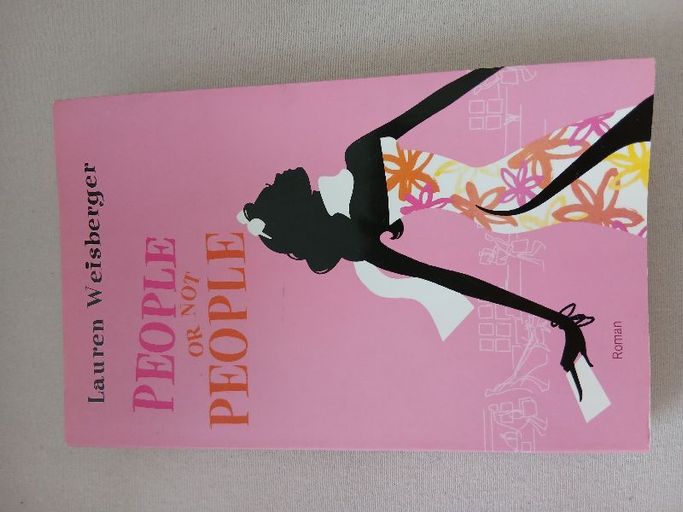 Lauren Weisberger
PEOPLE
OR NOT
PEOPLE
Roman